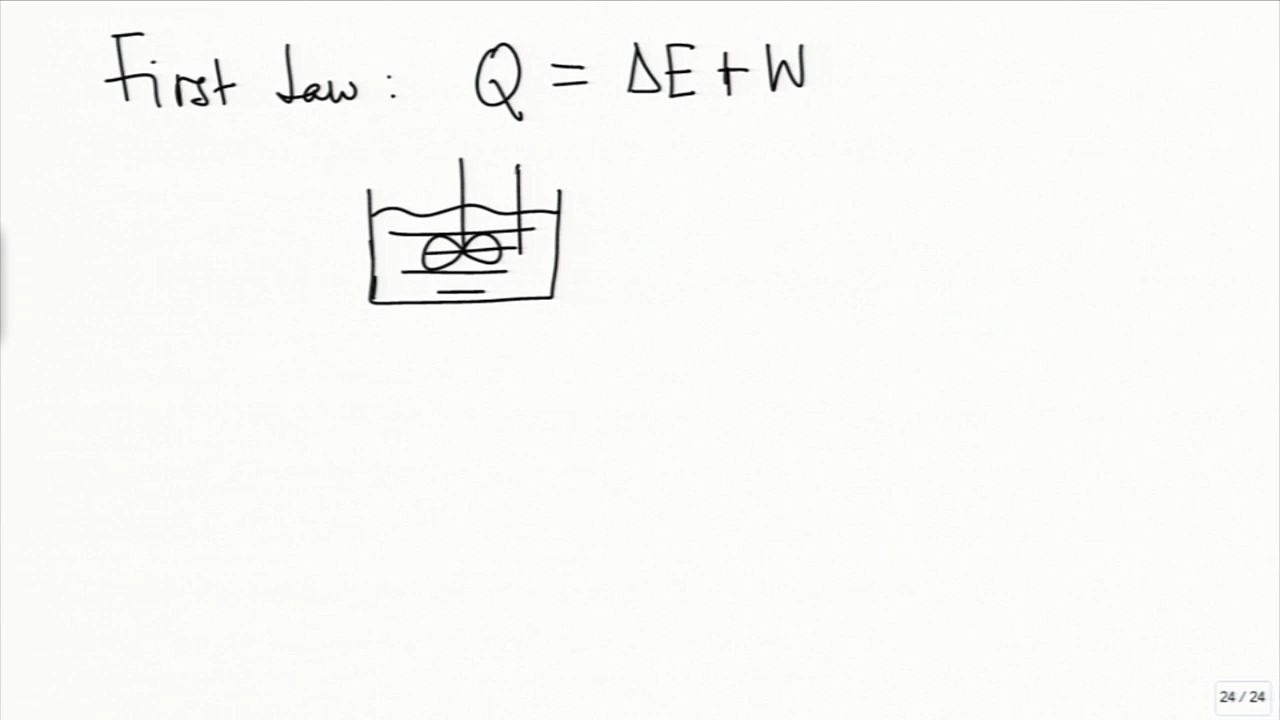 First Law: Q = ΔE + W
24 / 24